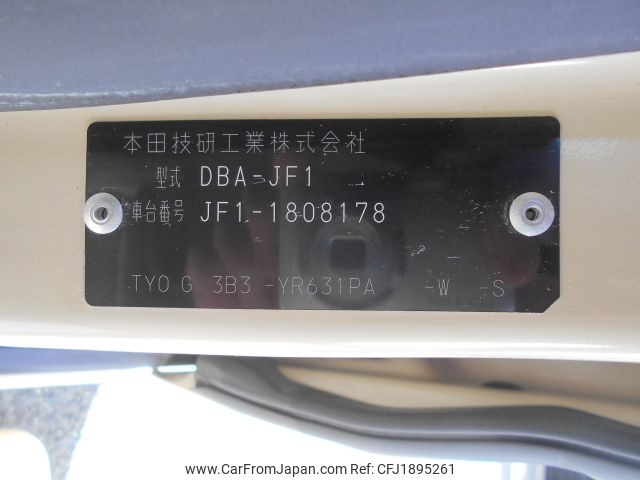 本田技研工業株式会社
型式 DBA-JF1
車台番号 JF1-1808178
TYO G 3B3 -YR631PA -W -S
www.CarFromJapan.com REF: CFJ1895261